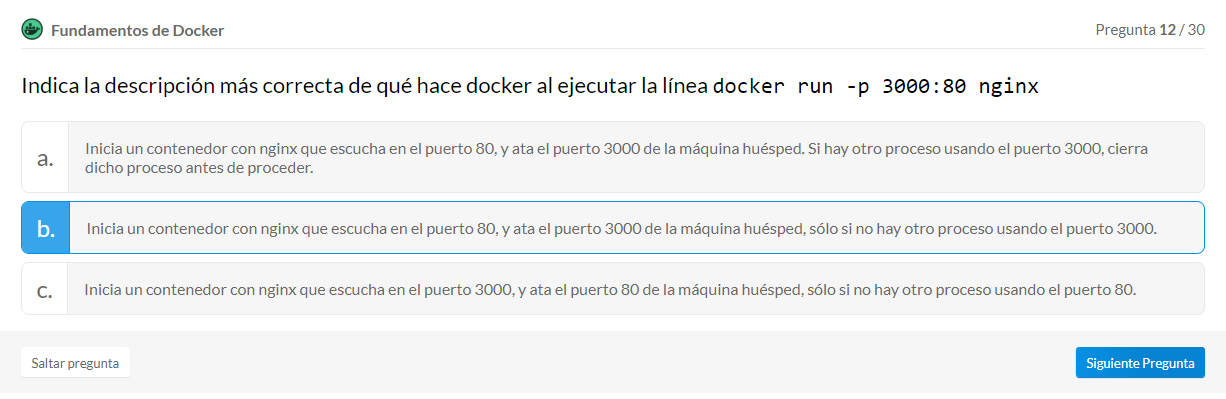 Fundamentos de Docker
Pregunta 12 / 30
Indica la descripción más correcta de qué hace docker al ejecutar la línea docker run -p 3000:80 nginx
a.
Inicia un contenedor con nginx que escucha en el puerto 80, y ata el puerto 3000 de la máquina huésped. Si hay otro proceso usando el puerto 3000, cierra
dicho proceso antes de proceder.
b.
Inicia un contenedor con nginx que escucha en el puerto 80, y ata el puerto 3000 de la máquina huésped, sólo si no hay otro proceso usando el puerto 3000.
c.
Inicia un contenedor con nginx que escucha en el puerto 3000, y ata el puerto 80 de la máquina huésped, sólo si no hay otro proceso usando el puerto 80.
Saltar pregunta
Siguiente Pregunta